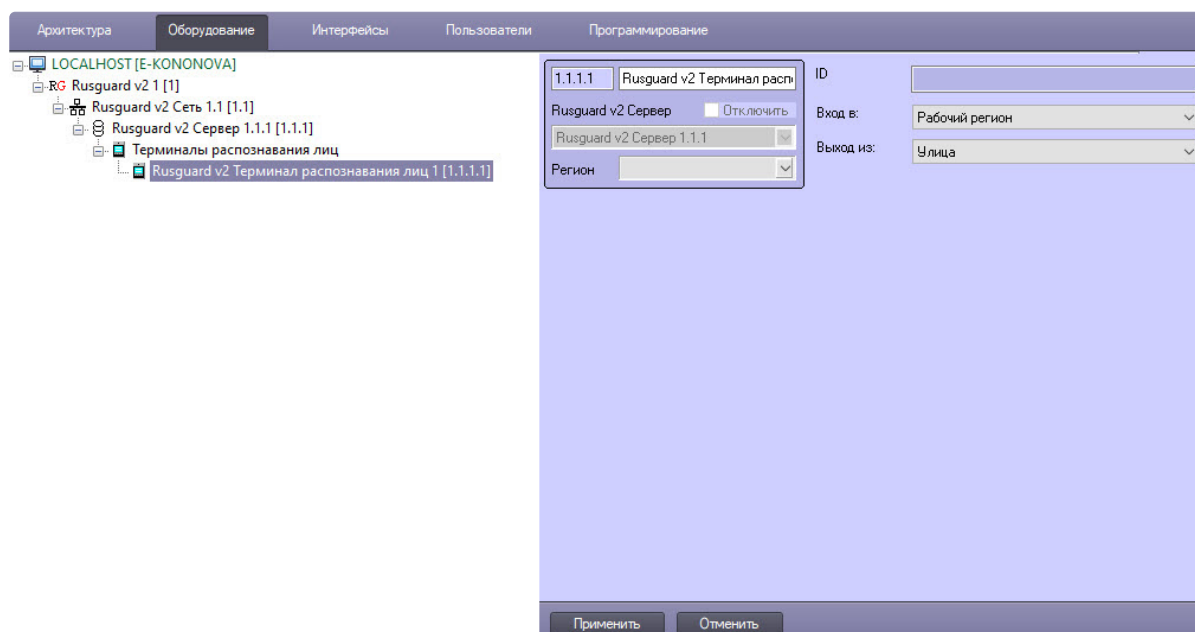 Архитектура Оборудование Интерфейсы Пользователи Программирование
LOCALHOST [E-KONONOVA]
RG Rusguard v2 1 [1]
Rusguard v2 Сеть 1.1 [1.1]
Rusguard v2 Сервер 1.1.1 [1.1.1]
Терминалы распознавания лиц
Rusguard v2 Терминал распознавания лиц 1 [1.1.1.1]
1.1.1.1 Rusguard v2 Терминал расп
Rusguard v2 Сервер Отключить
Rusguard v2 Сервер 1.1.1
Регион
ID
Вход в: Рабочий регион
Выход из: Улица
Применить Отменить